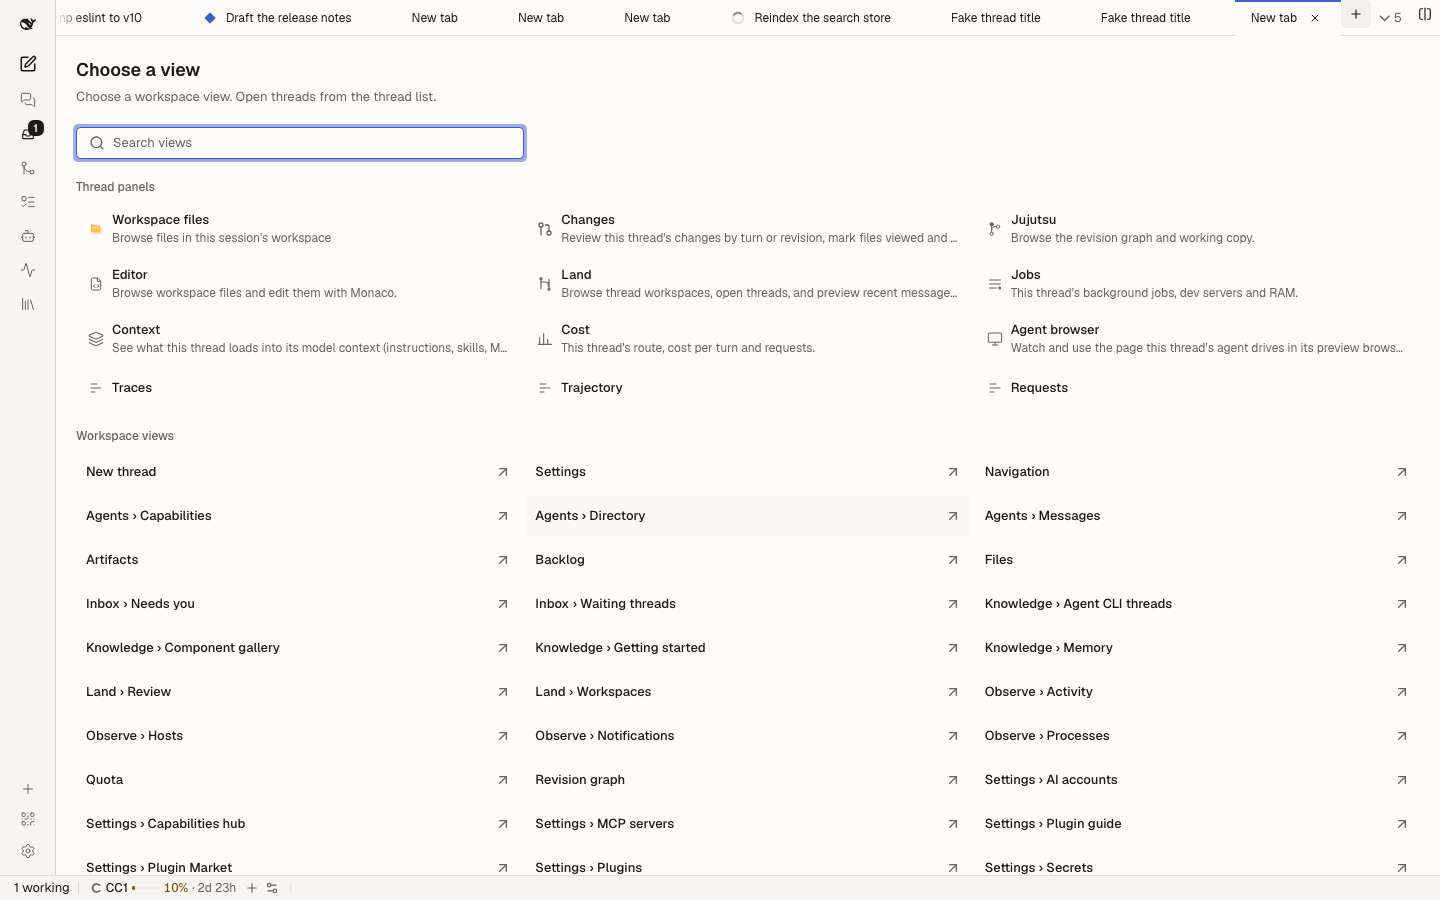 np eslint to v10
Draft the release notes
New tab
New tab
New tab
Reindex the search store
Fake thread title
Fake thread title
New tab
5
1
Choose a view
Choose a workspace view. Open threads from the thread list.
Search views
Thread panels
Workspace files
Browse files in this session's workspace
Changes
Review this thread's changes by turn or revision, mark files viewed and ...
Jujutsu
Browse the revision graph and working copy.
Editor
Browse workspace files and edit them with Monaco.
Land
Browse thread workspaces, open threads, and preview recent message...
Jobs
This thread's background jobs, dev servers and RAM.
Context
See what this thread loads into its model context (instructions, skills, M...
Cost
This thread's route, cost per turn and requests.
Agent browser
Watch and use the page this thread's agent drives in its preview brows...
Traces
Trajectory
Requests
Workspace views
New thread
Settings
Navigation
Agents › Capabilities
Agents › Directory
Agents › Messages
Artifacts
Backlog
Files
Inbox › Needs you
Inbox › Waiting threads
Knowledge › Agent CLI threads
Knowledge › Component gallery
Knowledge › Getting started
Knowledge › Memory
Land › Review
Land › Workspaces
Observe › Activity
Observe › Hosts
Observe › Notifications
Observe › Processes
Quota
Revision graph
Settings › AI accounts
Settings › Capabilities hub
Settings › MCP servers
Settings › Plugin guide
Settings › Plugin Market
Settings › Plugins
Settings › Secrets
1 working
C CC1
10% · 2d 23h